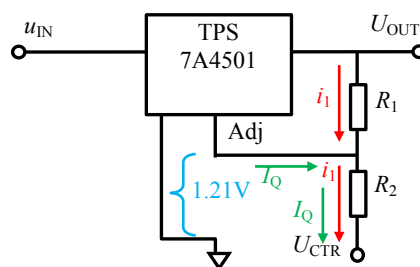 TPS
7A4501
u_IN
U_OUT
i_1
R_1
Adj
1.21V
I_Q
i_1
R_2
I_Q
U_CTR